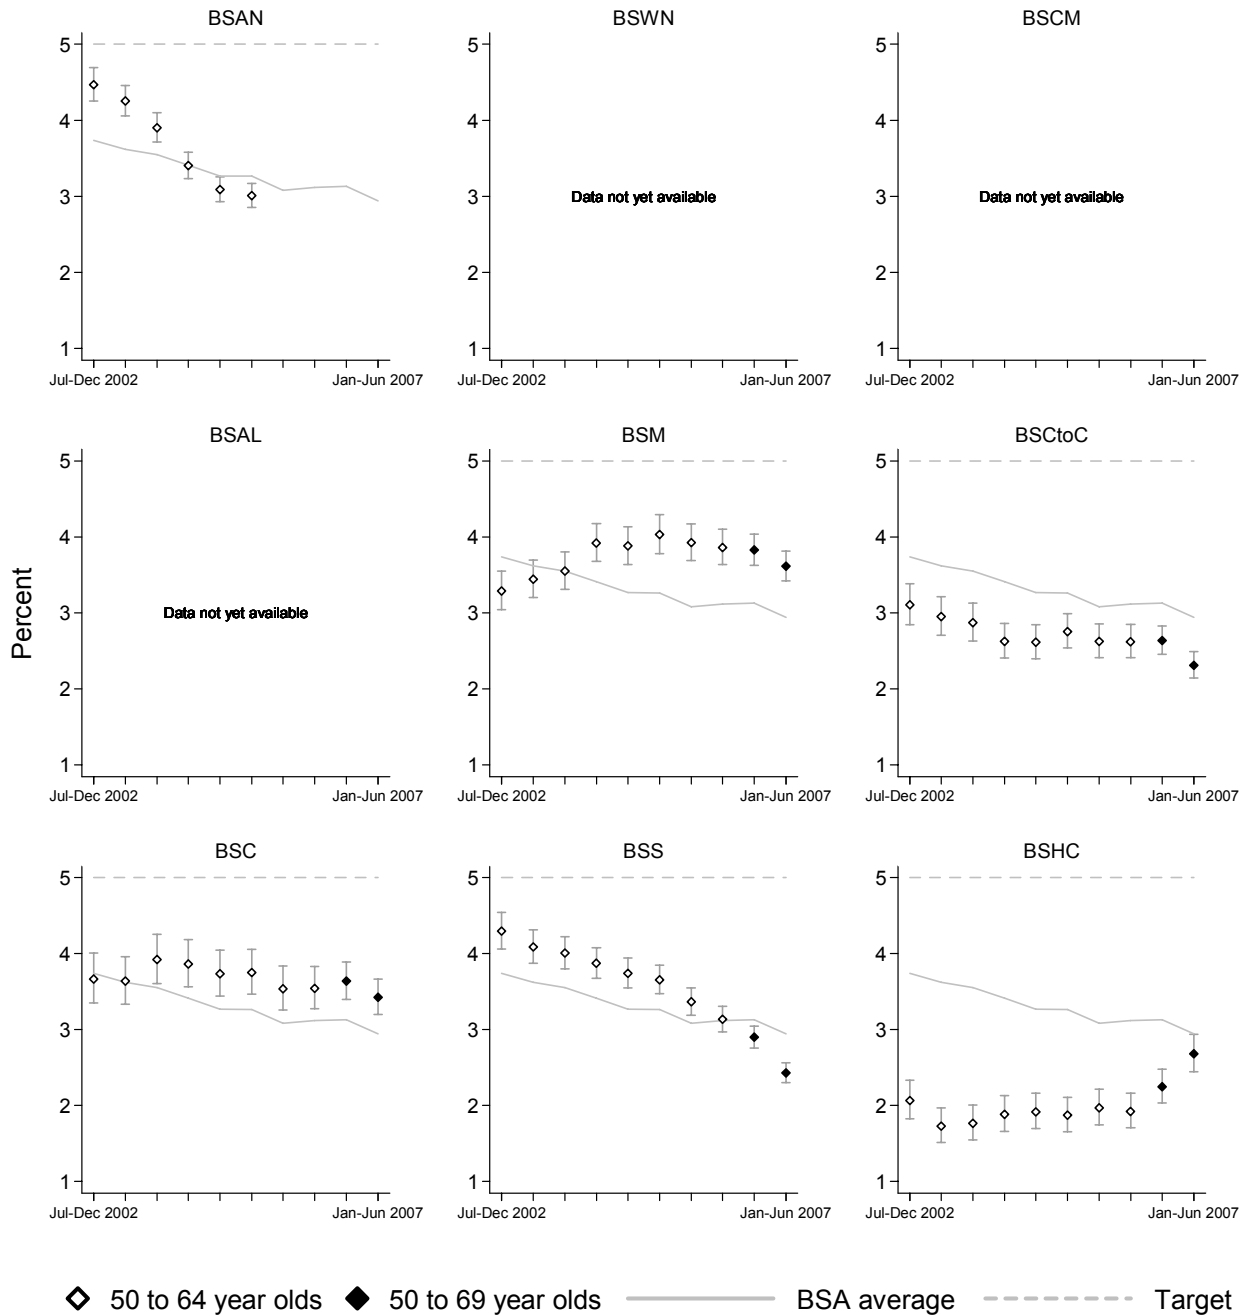 BSAN BSWN BSCM
5 5 5
4 4 4
3 3 Data not yet available 3 Data not yet available
2 2 2
1 1 1
Jul-Dec 2002 Jan-Jun 2007 Jul-Dec 2002 Jan-Jun 2007 Jul-Dec 2002 Jan-Jun 2007
BSAL BSM BSCtoC
5 5 5
4 4 4
Percent
3 Data not yet available 3 3
2 2 2
1 1 1
Jul-Dec 2002 Jan-Jun 2007 Jul-Dec 2002 Jan-Jun 2007 Jul-Dec 2002 Jan-Jun 2007
BSC BSS BSHC
5 5 5
4 4 4
3 3 3
2 2 2
1 1 1
Jul-Dec 2002 Jan-Jun 2007 Jul-Dec 2002 Jan-Jun 2007 Jul-Dec 2002 Jan-Jun 2007
50 to 64 year olds 50 to 69 year olds BSA average Target